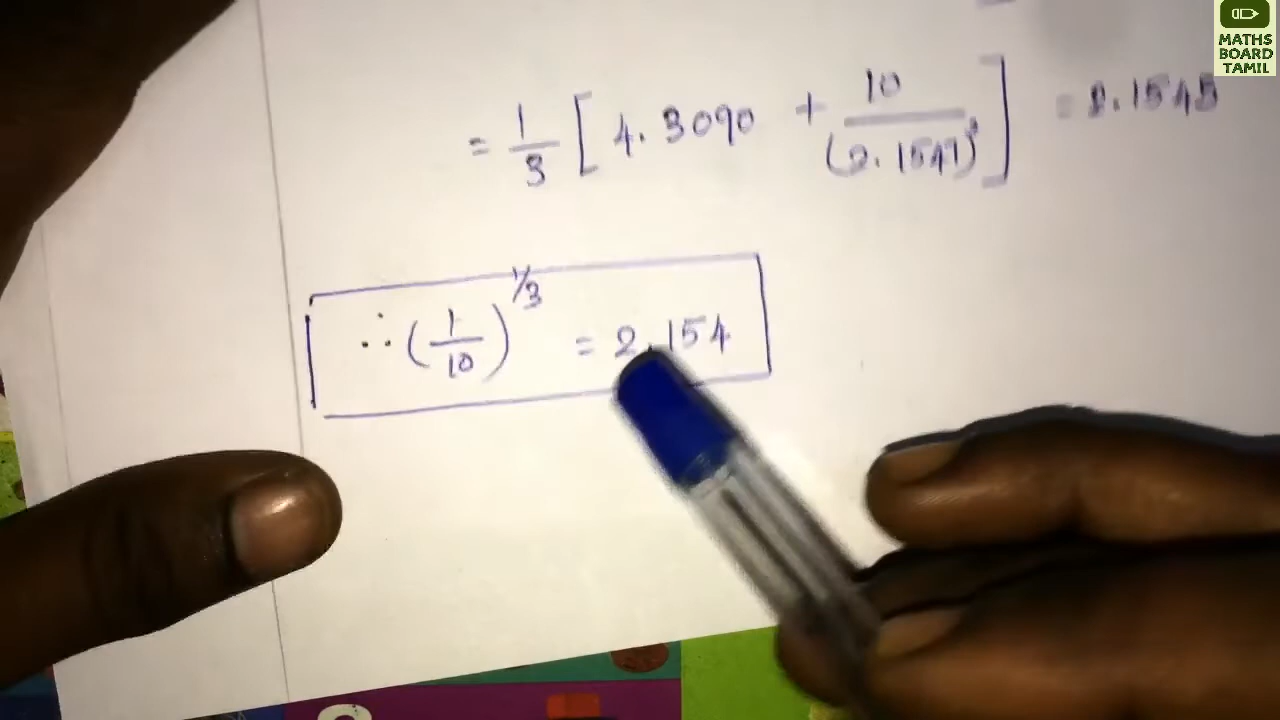 MATHS
BOARD
TAMIL
= 1/3 [ 4.3090 + 10/(2.1547)² ] = 2.1545
∴ (1/10)^1/3 = 2.154